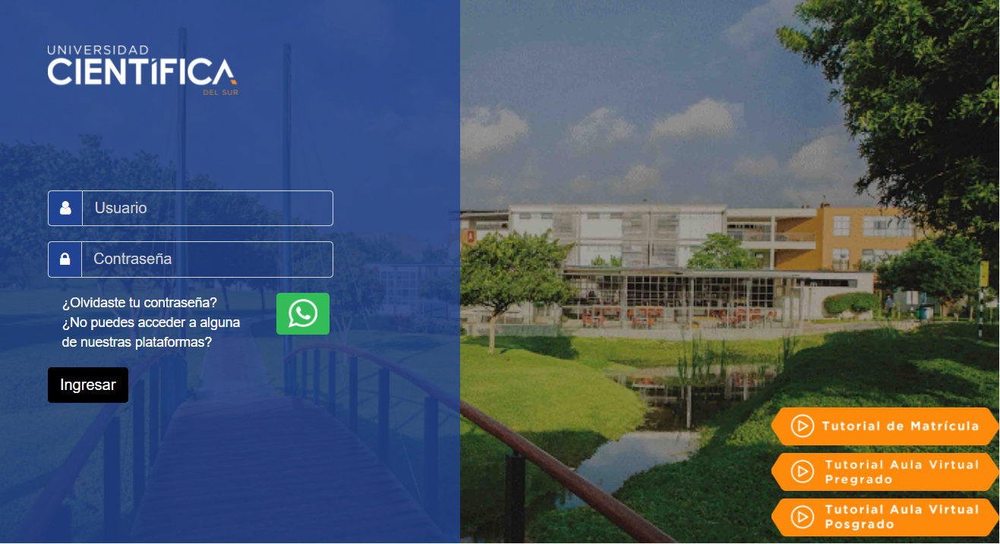 UNIVERSIDAD
CIENTÍFICA
DEL SUR
Usuario
Contraseña
¿Olvidaste tu contraseña?
¿No puedes acceder a alguna
de nuestras plataformas?
Ingresar
A
Tutorial de Matrícula
Tutorial Aula Virtual
Pregrado
Tutorial Aula Virtual
Posgrado